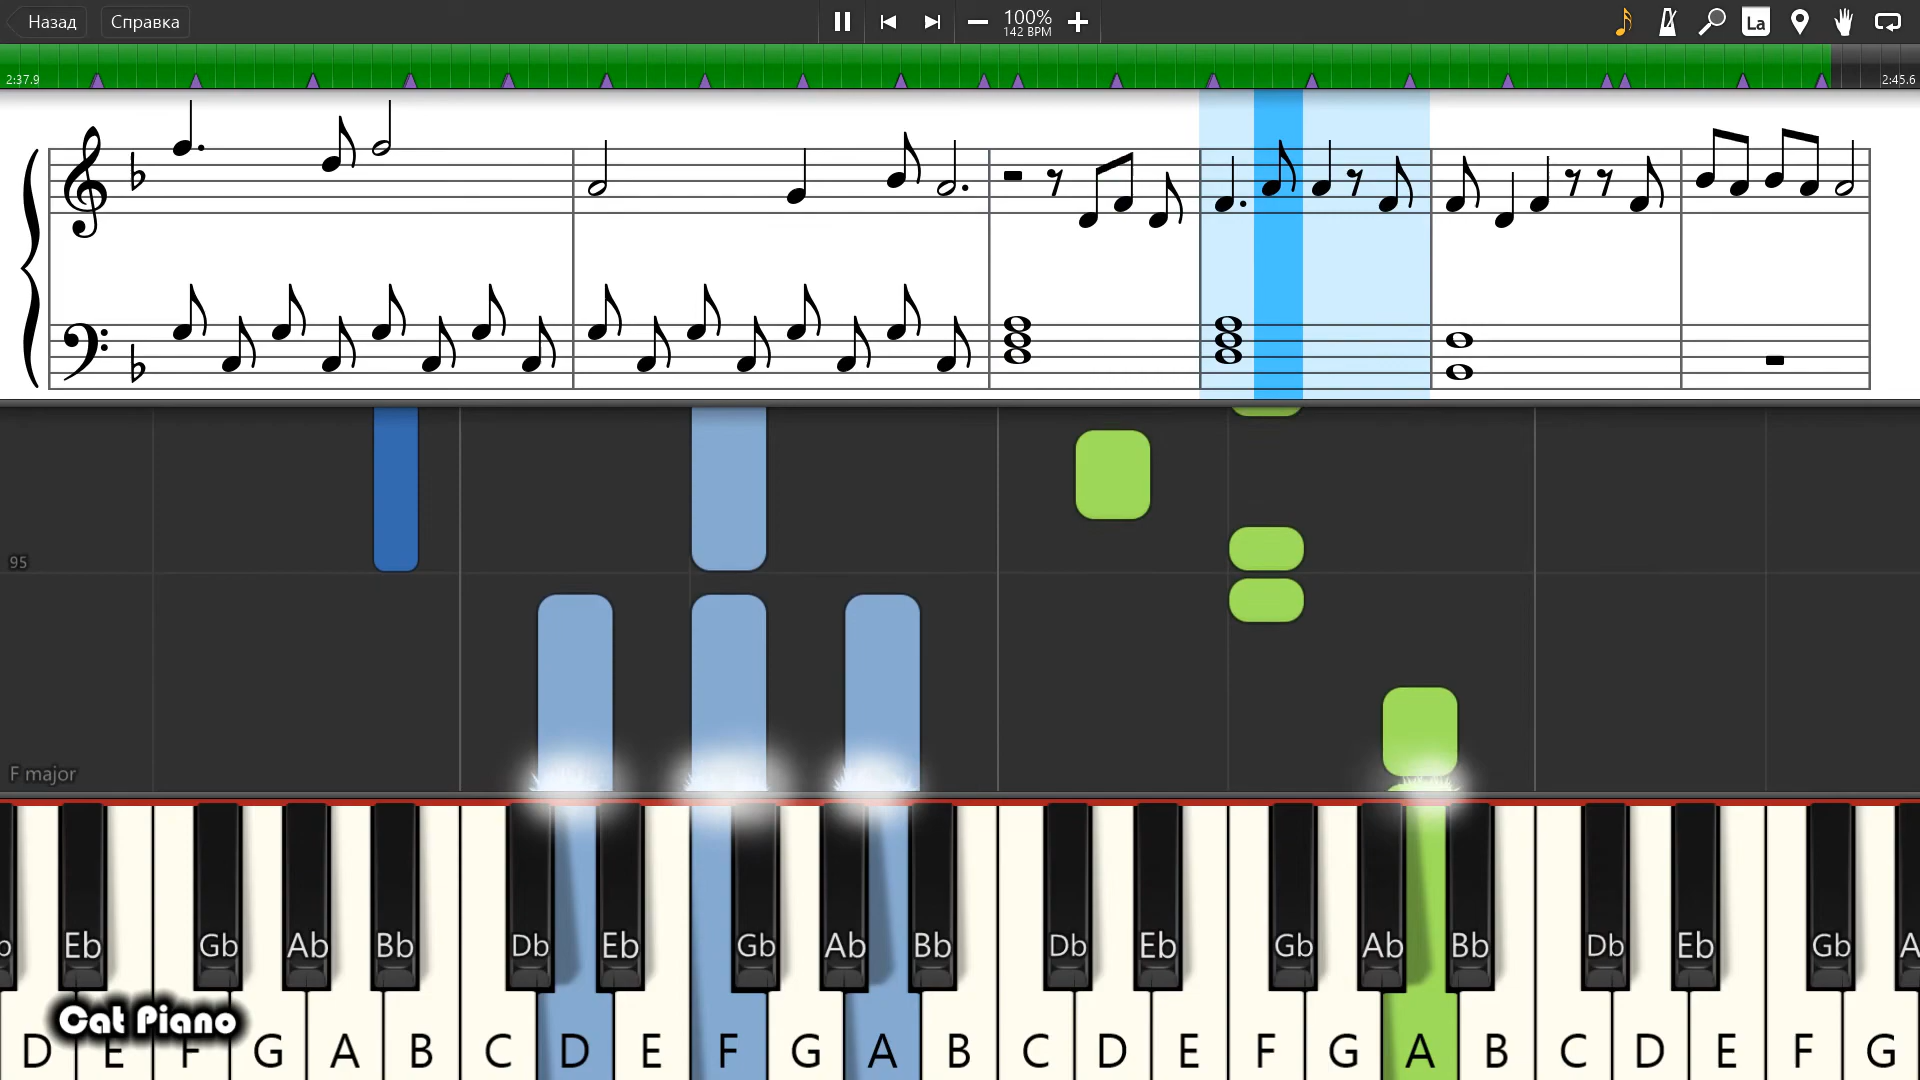 Назад Справка 100% La
142 BPM
2:37.9 2:45.6
95
F major
Eb Gb Ab Bb Db Eb Gb Ab Bb Db Eb Gb Ab Bb Db Eb Gb A
Cat Piano
D E F G A B C D E F G A B C D E F G A B C D E F G